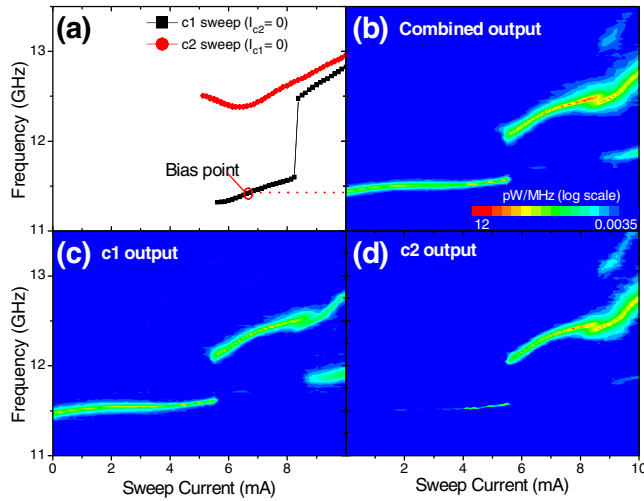 (a)
c1 sweep (I_c2= 0)
c2 sweep (I_c1= 0)
Bias point
Frequency (GHz)
13
12
11
(b)
Combined output
pW/MHz (log scale)
12
0.0035
(c)
c1 output
Frequency (GHz)
13
12
11
0
2
4
6
8
Sweep Current (mA)
(d)
c2 output
2
4
6
8
10
Sweep Current (mA)